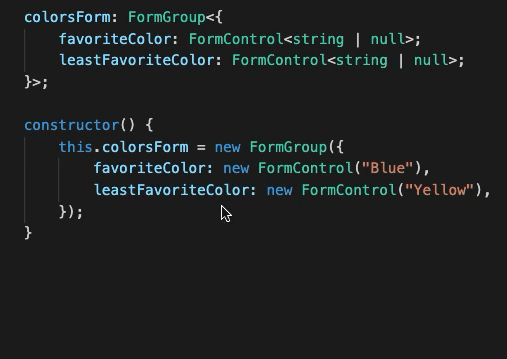 colorsForm: FormGroup<{
favoriteColor: FormControl<string | null>;
leastFavoriteColor: FormControl<string | null>;
}>;
constructor() {
this.colorsForm = new FormGroup({
favoriteColor: new FormControl("Blue"),
leastFavoriteColor: new FormControl("Yellow"),
});
}